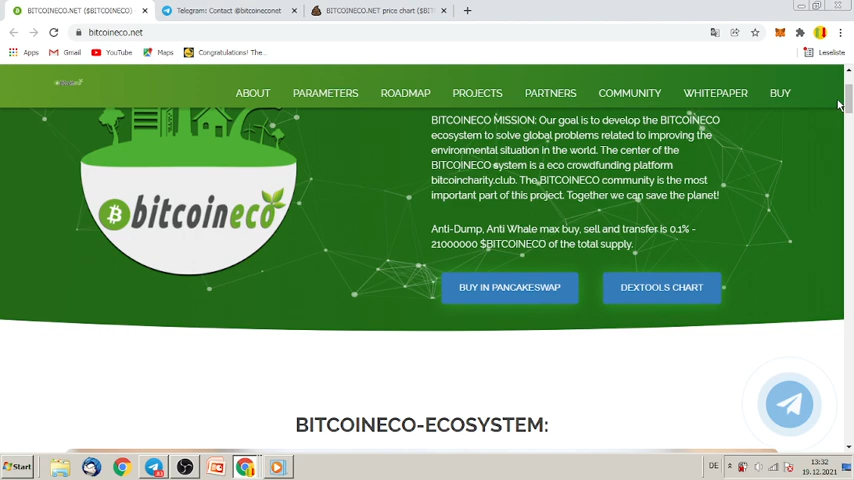 BITCOINECO.NET ($BITCOINECO) -
Telegram: Contact @bitcoineconet
BITCOINECO.NET price chart ($BIT
bitcoineco.net
Apps
Gmail
YouTube
Maps
Congratulations! The...
Leseliste
ABOUT
PARAMETERS
ROADMAP
PROJECTS
PARTNERS
COMMUNITY
WHITEPAPER
BUY
BITCOINECO MISSION: Our goal is to develop the BITCOINECO
ecosystem to solve global problems related to improving the
environmental situation in the world. The center of the
BITCOINECO system is a eco crowdfunding platform
bitcoincharity.club. The BITCOINECO community is the most
important part of this project. Together we can save the planet!
bitcoineco
Anti-Dump, Anti Whale max buy, sell and transfer is 0.1% -
21000000 $BITCOINECO of the total supply.
BUY IN PANCAKESWAP
DEXTOOLS CHART
BITCOINECO-ECOSYSTEM:
Start
DE
13:32
19.12.2021